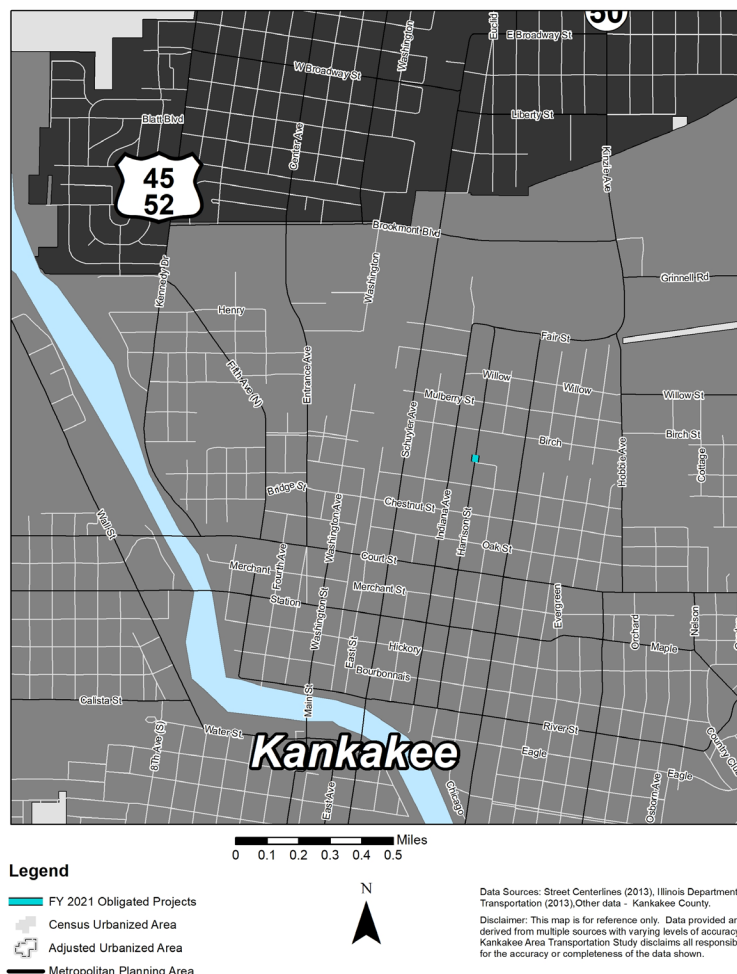 50
E Broadway St
Euclid
Washington
W Broadway St
Blatt Blvd
Liberty St
Center Ave
Kinzie Ave
45
52
Brookmont Blvd
Washington
Kennedy Dr
Grinnell Rd
Henry
Fair St
Entrance Ave
Fifth Ave (N)
Willow
Willow
Willow St
Mulberry St
Schuyler Ave
Birch
Birch St
Hobbie Ave
Cottage
Bridge St
Chestnut St
Indiana Ave
Harrison St
Washington Ave
Wall St
Oak St
Court St
Merchant
Fourth Ave
Merchant St
Station
Washington St
Evergreen
Orchard
Nelson
Maple
East St
Hickory
Bourbonnais
Calista St
Main St
River St
8Th Ave (S)
Water St.
Kankakee
Eagle
Eagle
East Ave
Chicago
Osborn Ave
Miles
0 0.1 0.2 0.3 0.4 0.5
Legend
FY 2021 Obligated Projects
Census Urbanized Area
Adjusted Urbanized Area
Metropolitan Planning Area
N
Data Sources: Street Centerlines (2013), Illinois Department
Transportation (2013),Other data - Kankakee County.
Disclaimer: This map is for reference only. Data provided ar
derived from multiple sources with varying levels of accuracy
Kankakee Area Transportation Study disclaims all responsib
for the accuracy or completeness of the data shown.